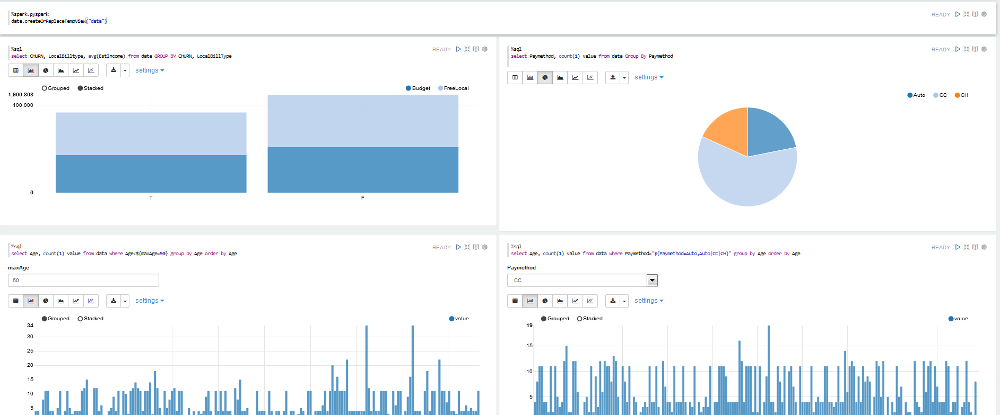 %spark.pyspark
data.createOrReplaceTempView("data")
READY
%sql
select CHURN, LocalBilltype, avg(EstIncome) from data GROUP BY CHURN, LocalBillType
READY
settings
Grouped Stacked
Budget FreeLocal
1,900.808
100,000
0
T F
%sql
select Paymethod, count(1) value from data Group By Paymethod
READY
settings
Auto CC CH
%sql
select Age, count(1) value from data where Age<${maxAge=50} group by Age order by Age
READY
maxAge
50
settings
Grouped Stacked
value
34
30
25
20
15
10
5
%sql
select Age, count(1) value from data where Paymethod="${Paymethod=Auto,Auto|CC|CH}" group by Age order by Age
READY
Paymethod
CC
settings
Grouped Stacked
value
19
15
10
5